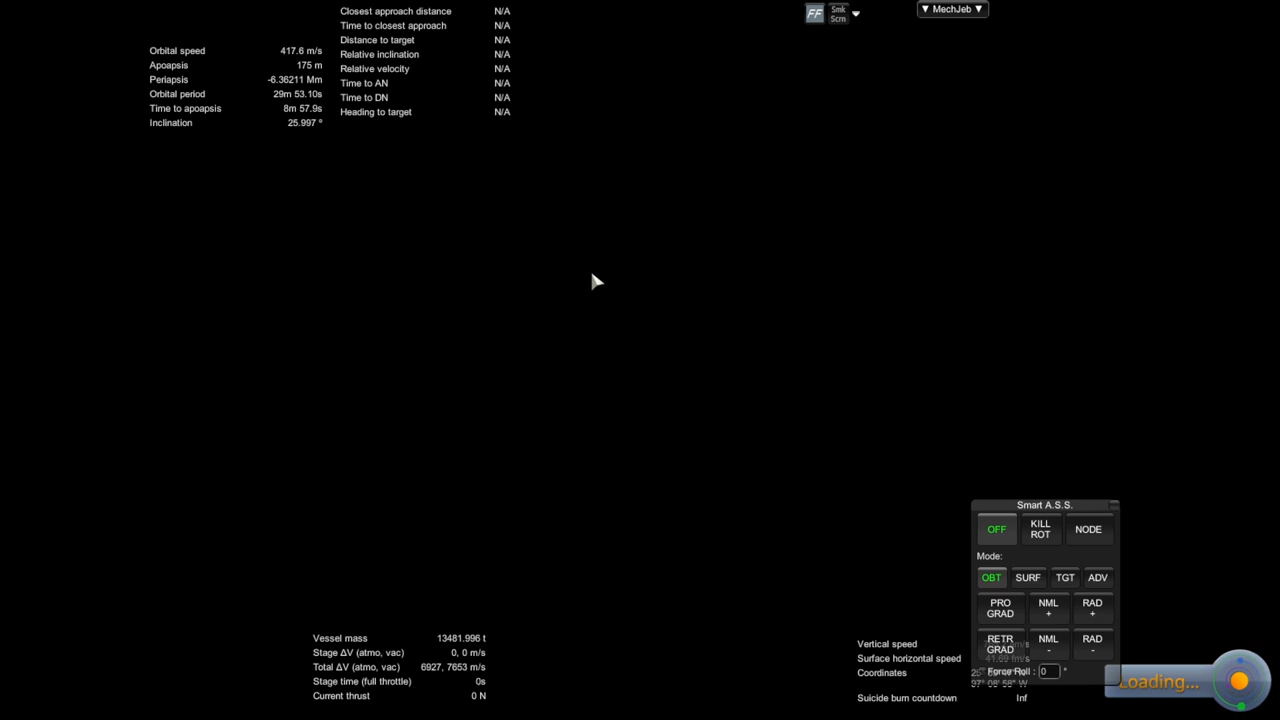 Closest approach distance N/A
Time to closest approach N/A
Distance to target N/A
Relative inclination N/A
Relative velocity N/A
Time to AN N/A
Time to DN N/A
Heading to target N/A
Orbital speed 417.6 m/s
Apoapsis 175 m
Periapsis -6.36211 Mm
Orbital period 29m 53.10s
Time to apoapsis 8m 57.9s
Inclination 25.997 °
FF
Smk
Scrn
▼ MechJeb ▼
Smart A.S.S.
OFF KILL ROT NODE
Mode:
OBT SURF TGT ADV
PRO GRAD NML + RAD +
RETR GRAD NML - RAD -
Force Roll : 0 °
Vessel mass 13481.996 t
Stage ΔV (atmo, vac) 0, 0 m/s
Total ΔV (atmo, vac) 6927, 7653 m/s
Stage time (full throttle) 0s
Current thrust 0 N
Vertical speed
Surface horizontal speed
Coordinates
97° 08' 58" W
Suicide burn countdown Inf
Loading...